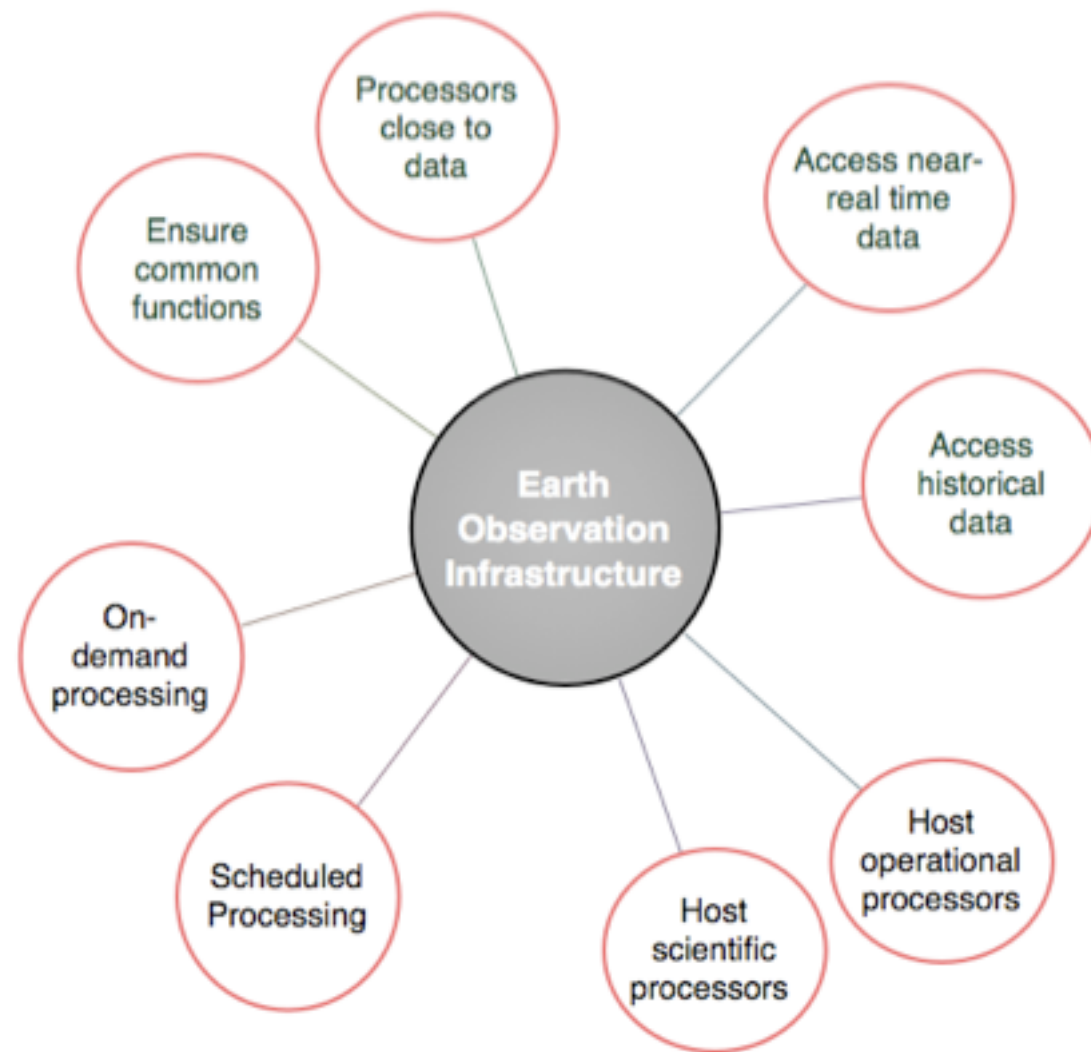 Processors
close to
data
Access near-
real time
data
Ensure
common
functions
Access
historical
data
Earth
Observation
Infrastructure
On-
demand
processing
Host
operational
processors
Scheduled
Processing
Host
scientific
processors